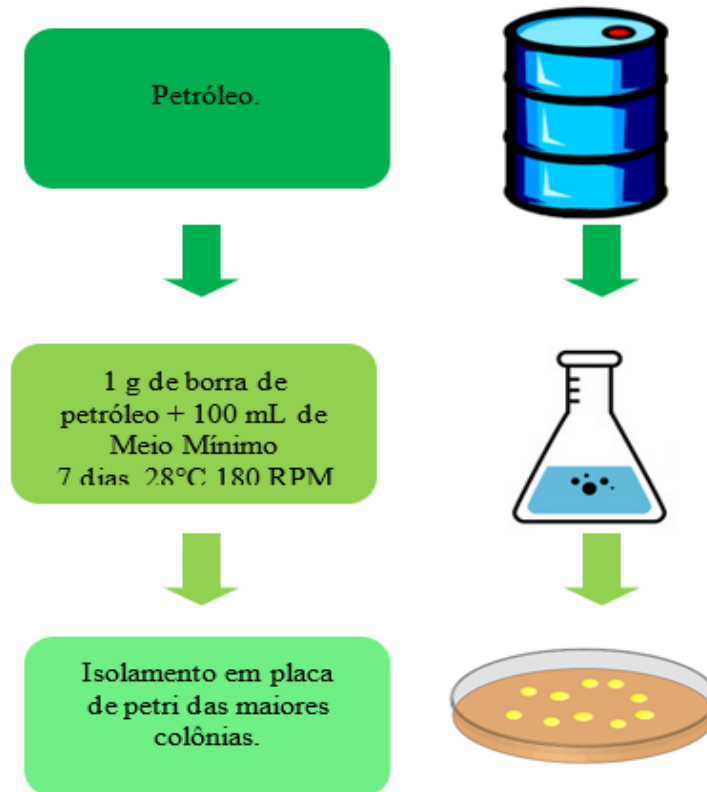 Petróleo.
1 g de borra de
petróleo + 100 mL de
Meio Mínimo
7 dias 28°C 180 RPM
Isolamento em placa
de petri das maiores
colônias.